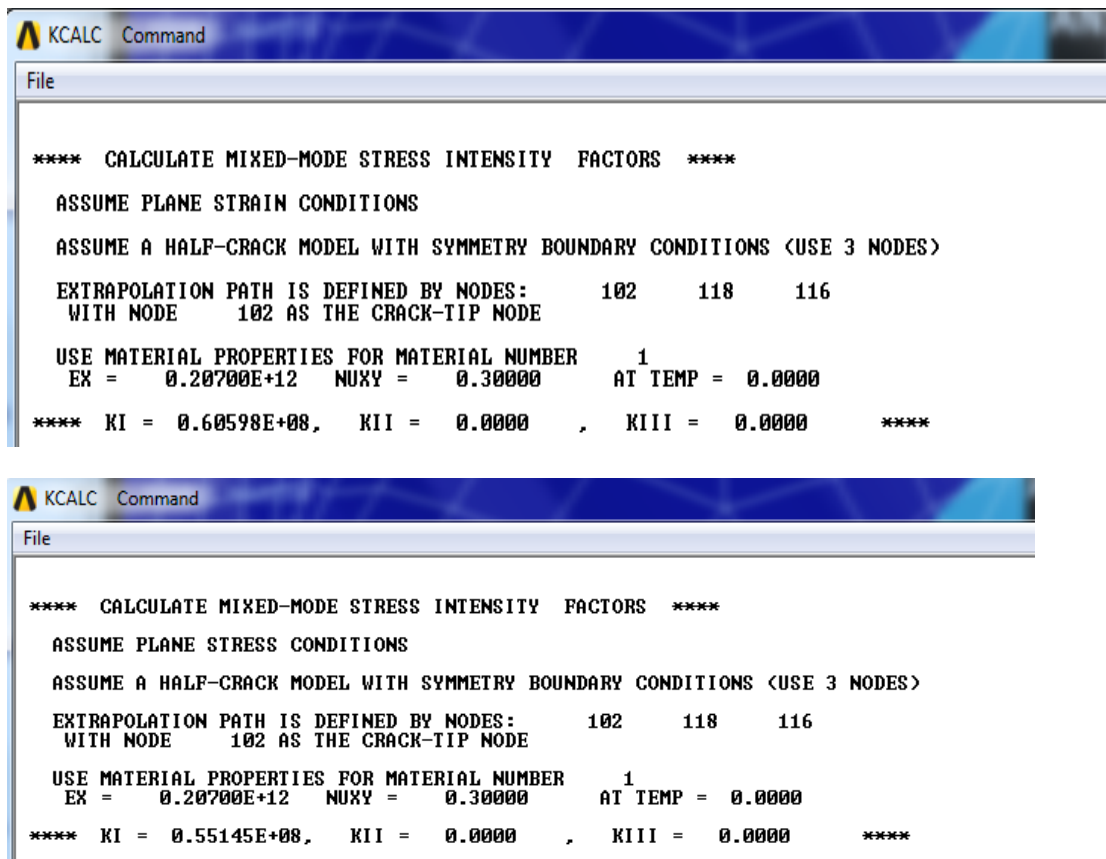 KCALC Command
File
**** CALCULATE MIXED-MODE STRESS INTENSITY FACTORS ****
ASSUME PLANE STRAIN CONDITIONS
ASSUME A HALF-CRACK MODEL WITH SYMMETRY BOUNDARY CONDITIONS (USE 3 NODES)
EXTRAPOLATION PATH IS DEFINED BY NODES: 102 118 116
WITH NODE 102 AS THE CRACK-TIP NODE
USE MATERIAL PROPERTIES FOR MATERIAL NUMBER 1
EX = 0.20700E+12 NUXY = 0.30000 AT TEMP = 0.0000
**** KI = 0.60598E+08, KII = 0.0000 , KIII = 0.0000 ****
KCALC Command
File
**** CALCULATE MIXED-MODE STRESS INTENSITY FACTORS ****
ASSUME PLANE STRESS CONDITIONS
ASSUME A HALF-CRACK MODEL WITH SYMMETRY BOUNDARY CONDITIONS (USE 3 NODES)
EXTRAPOLATION PATH IS DEFINED BY NODES: 102 118 116
WITH NODE 102 AS THE CRACK-TIP NODE
USE MATERIAL PROPERTIES FOR MATERIAL NUMBER 1
EX = 0.20700E+12 NUXY = 0.30000 AT TEMP = 0.0000
**** KI = 0.55145E+08, KII = 0.0000 , KIII = 0.0000 ****